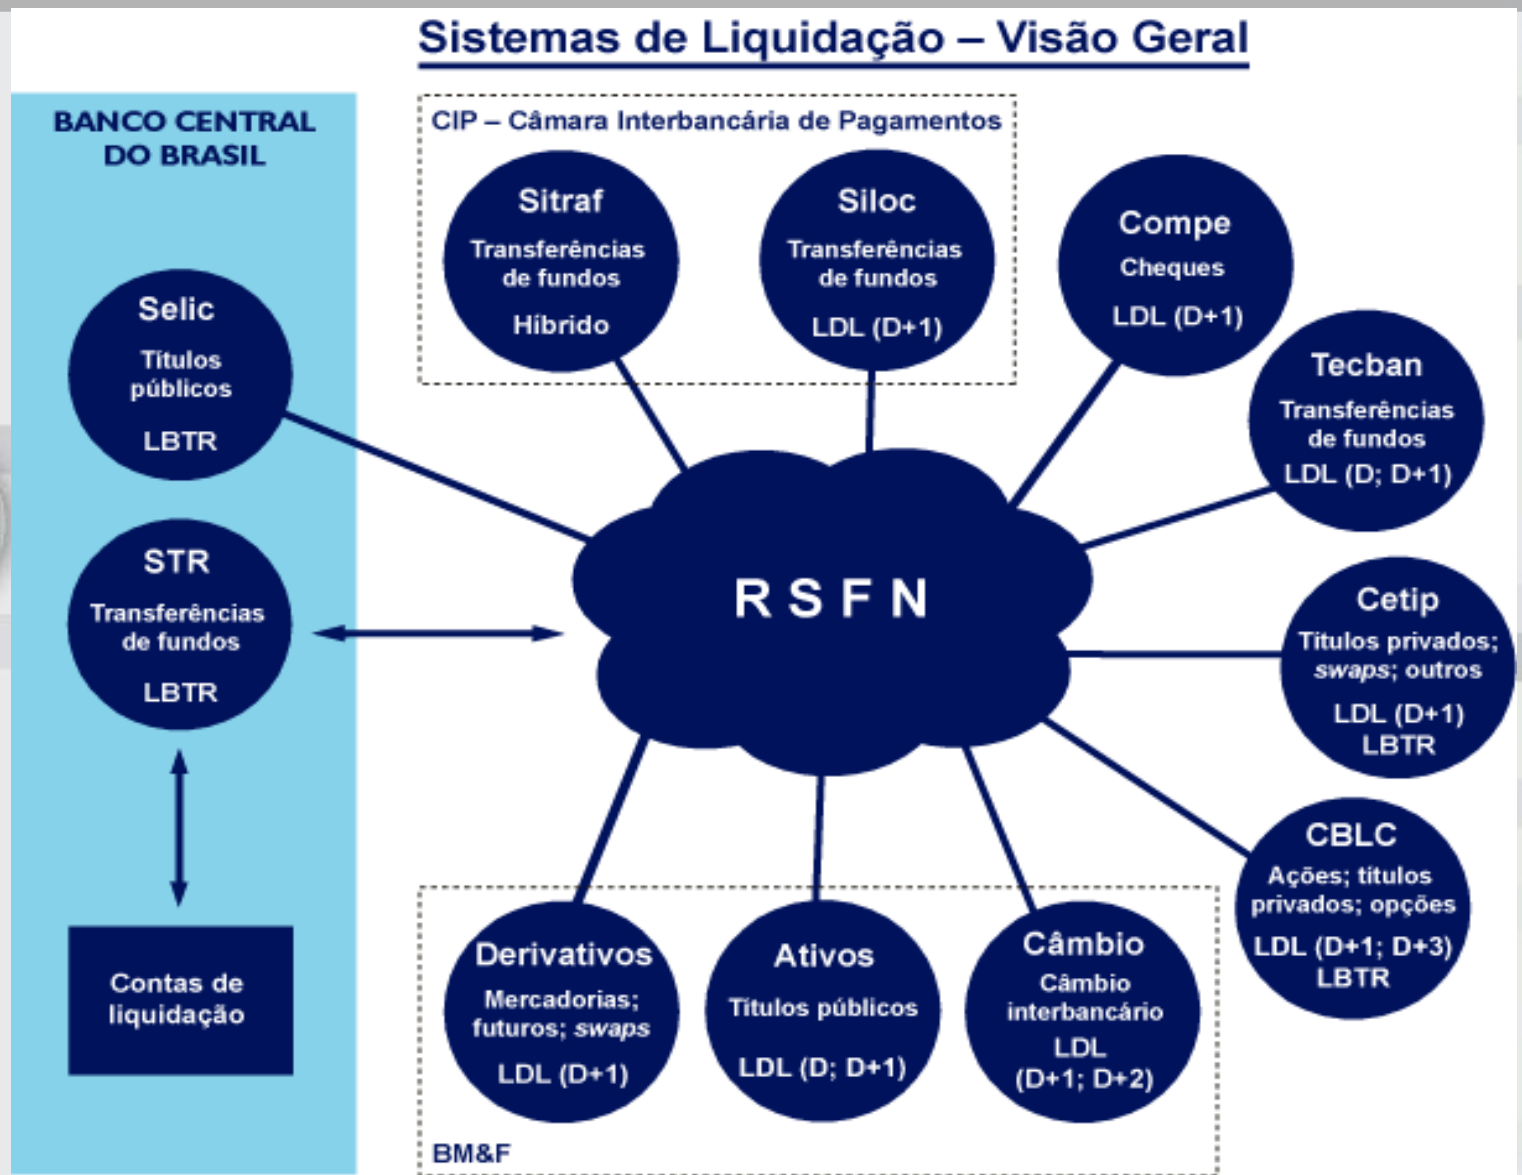 Sistemas de Liquidação – Visão Geral
BANCO CENTRAL
DO BRASIL
CIP – Câmara Interbancária de Pagamentos
Sitraf
Transferências
de fundos
Híbrido
Siloc
Transferências
de fundos
LDL (D+1)
Compe
Cheques
LDL (D+1)
Tecban
Transferências
de fundos
LDL (D; D+1)
Selic
Títulos
públicos
LBTR
STR
Transferências
de fundos
LBTR
R S F N
Cetip
Títulos privados;
swaps; outros
LDL (D+1)
LBTR
CBLC
Ações; títulos
privados; opções
LDL (D+1; D+3)
LBTR
Contas de
liquidação
Derivativos
Mercadorias;
futuros; swaps
LDL (D+1)
Ativos
Títulos públicos
LDL (D; D+1)
Câmbio
Câmbio
interbancário
LDL
(D+1; D+2)
BM&F